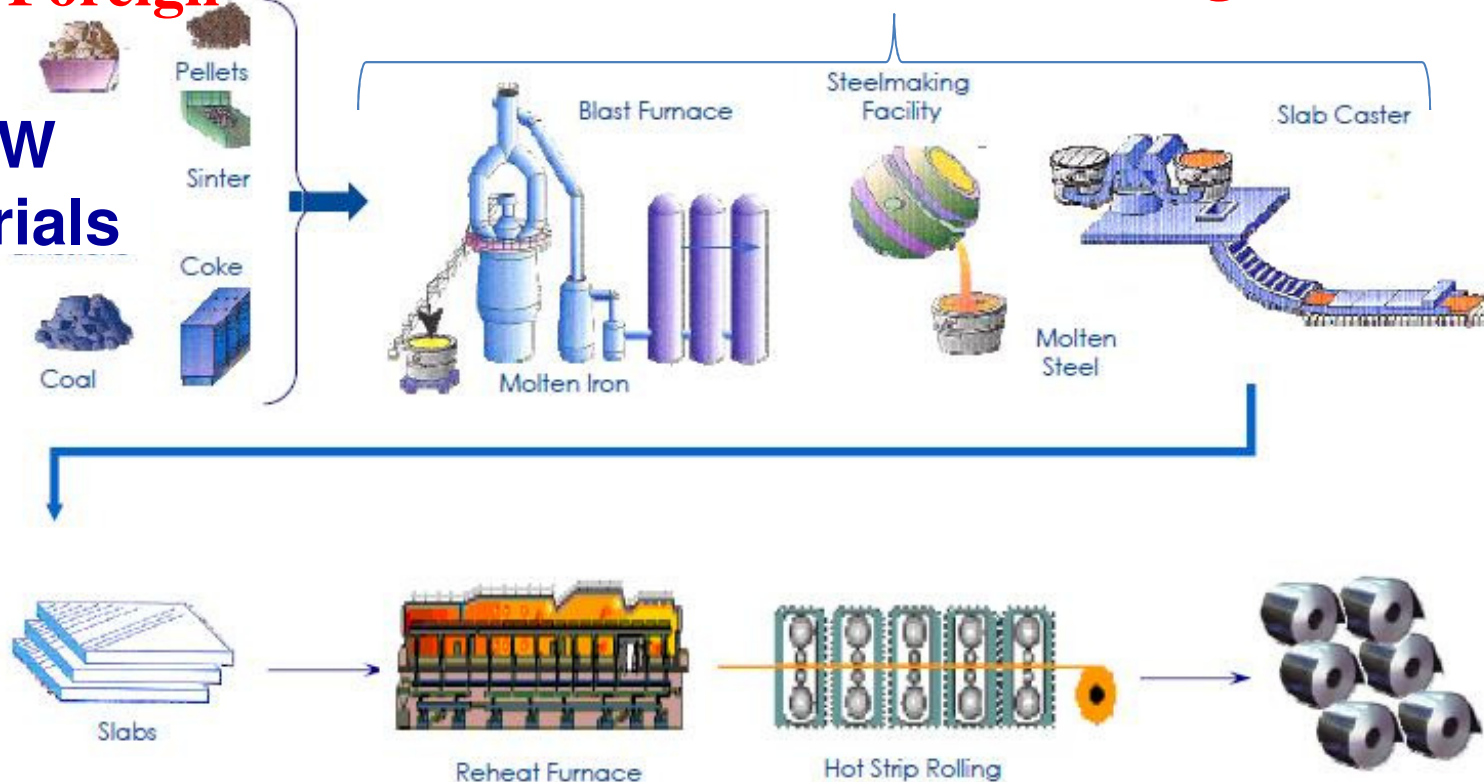 Foreign
Pellets
Sinter
Coke
Coal
Blast Furnace
Molten Iron
Steelmaking
Facility
Molten
Steel
Slab Caster
Slabs
Reheat Furnace
Hot Strip Rolling